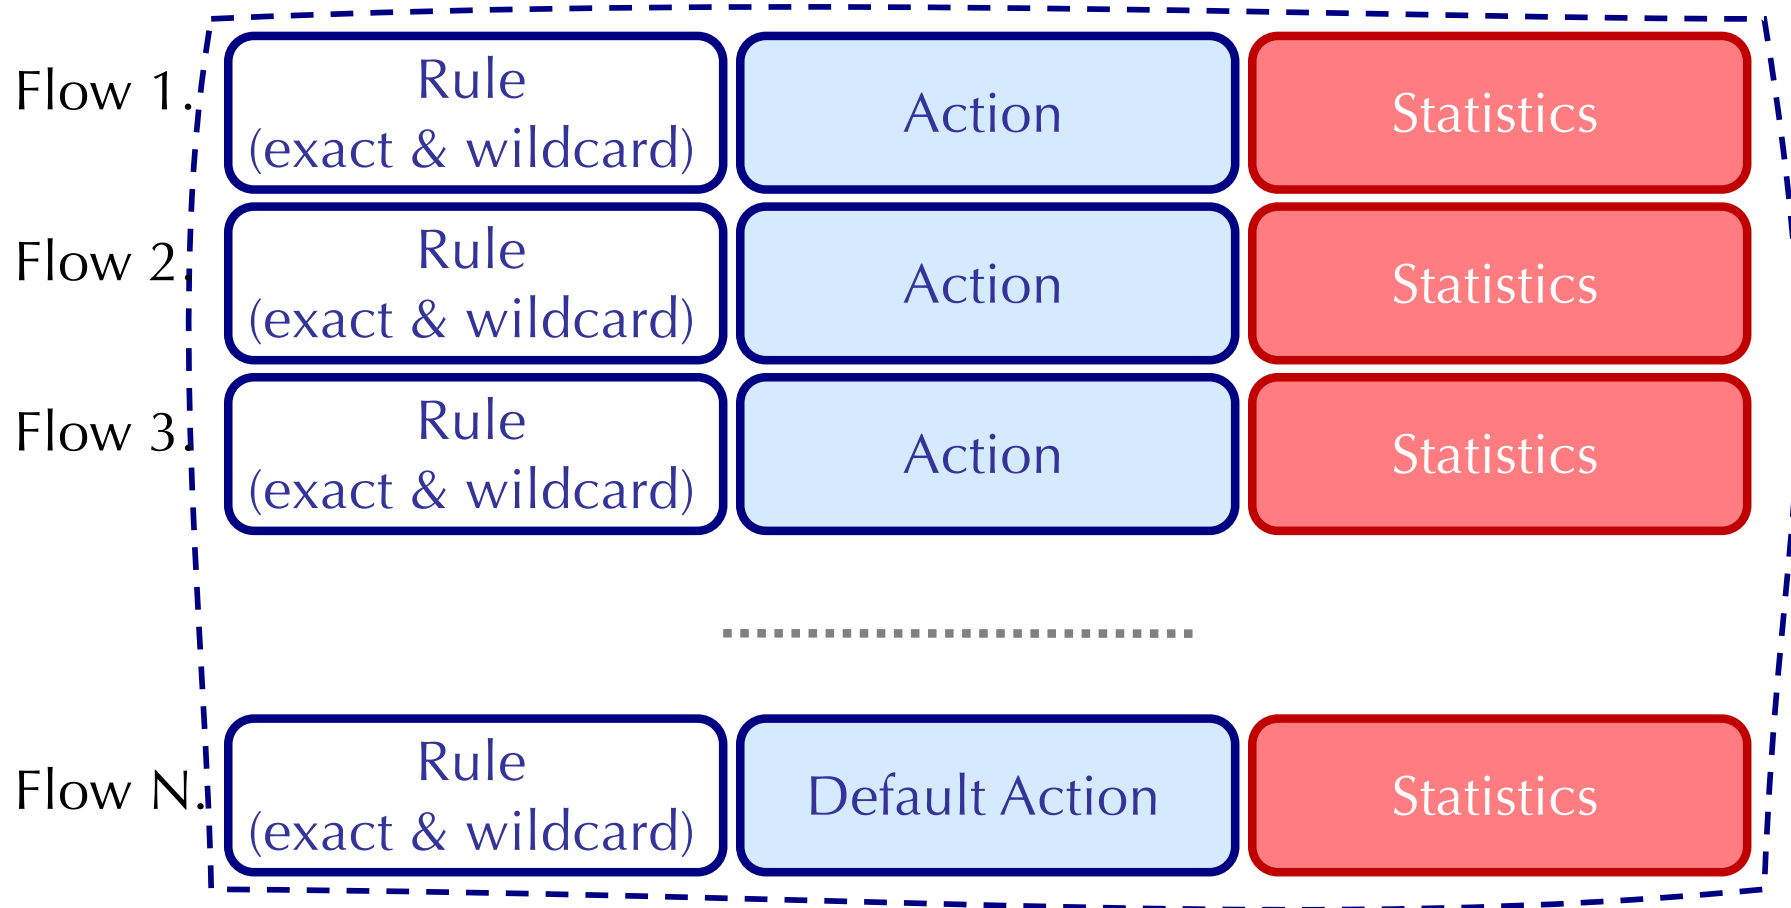 Flow 1.
Rule
(exact & wildcard)
Action
Statistics
Flow 2.
Rule
(exact & wildcard)
Action
Statistics
Flow 3.
Rule
(exact & wildcard)
Action
Statistics
Flow N.
Rule
(exact & wildcard)
Default Action
Statistics